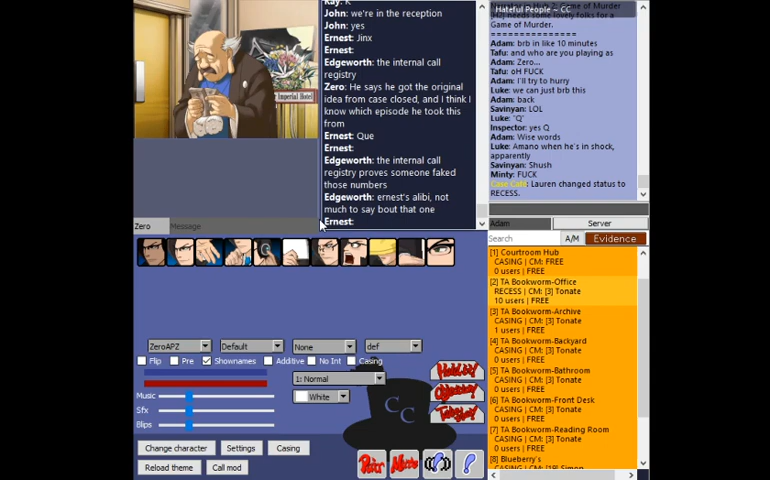 Ray: K
John: we're in the reception
John: yes
Ernest: Jinx
Ernest:
Edgeworth: the internal call
registry
Zero: He says he got the original
idea from case closed, and I think I
know which episode he took this
from
Ernest: Que
Ernest:
Edgeworth: the internal call
registry proves someone faked
those numbers
Edgeworth: ernest's alibi, not
much to say bout that one
Ernest:
Imperial Hotel
Zero
Message
Hateful People ~ CC
needs some lovely folks for a
Game of Murder.
===============
Adam: brb in like 10 minutes
Tafu: and who are you playing as
Adam: Zero...
Tafu: oH FUCK
Adam: I'll try to hurry
Luke: we can just brb this
Adam: back
Savinyan: LOL
Luke: 'Q'
Inspector: yes Q
Adam: Wise words
Luke: Amano when he's in shock,
apparently
Savinyan: Shush
Minty: FUCK
Case Cafe: Lauren changed status to
RECESS.
Adam
Server
Search
A/M
Evidence
[1] Courtroom Hub
CASING | CM: FREE
0 users | FREE
[2] TA Bookworm-Office
RECESS | CM: [3] Tonate
10 users | FREE
[3] TA Bookworm-Archive
CASING | CM: [3] Tonate
1 users | FREE
[4] TA Bookworm-Backyard
CASING | CM: [3] Tonate
0 users | FREE
[5] TA Bookworm-Bathroom
CASING | CM: [3] Tonate
0 users | FREE
[6] TA Bookworm-Front Desk
CASING | CM: [3] Tonate
0 users | FREE
[7] TA Bookworm-Reading Room
CASING | CM: [3] Tonate
0 users | FREE
[8] Blueberry's
ZeroAPZ
Default
None
def
Flip
Pre
Shownames
Additive
No Int
Casing
1: Normal
White
Music
Sfx
Blips
Hold it!
Objection!
Take that!
CC
Change character
Settings
Casing
Reload theme
Call mod
Pair